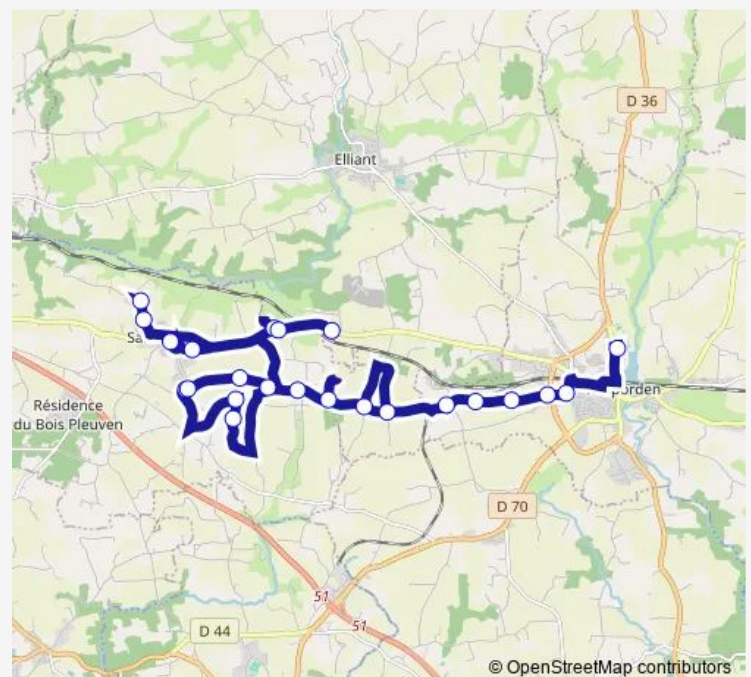 D 36
Elliant
Sa
porden
Résidence
du Bois Pleuven
D 70
51
51
D 44
© OpenStreetMap contributors